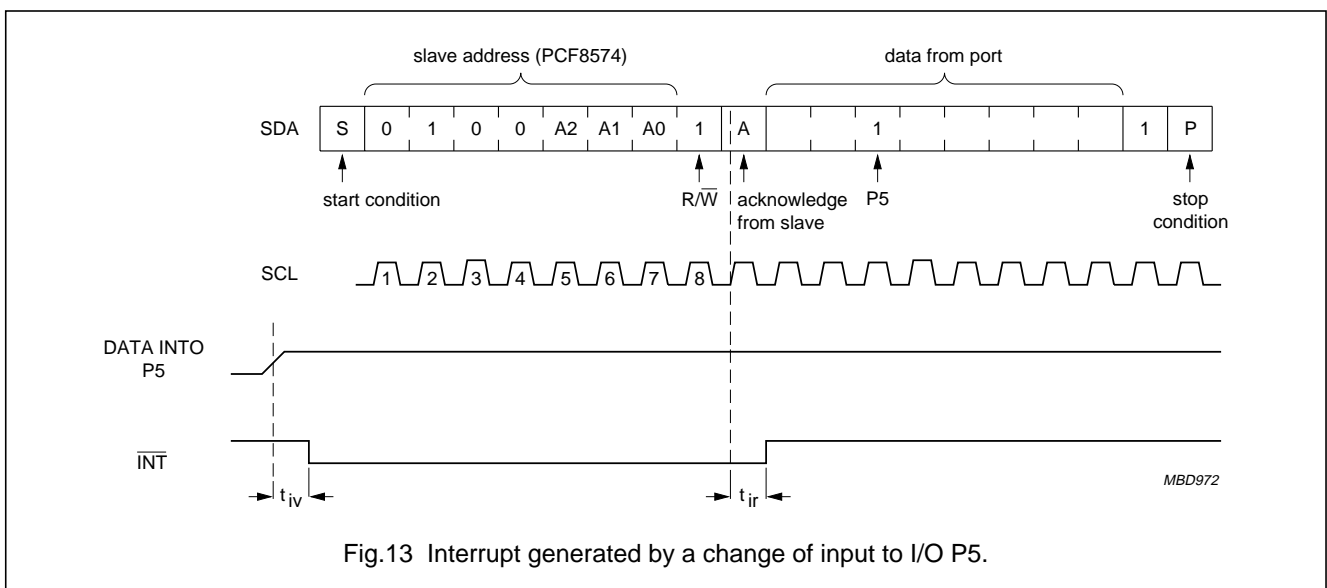 slave address (PCF8574) data from port
SDA S 0 1 0 0 A2 A1 A0 1 A 1 1 P
start condition R/W̅ acknowledge from slave P5 stop condition
SCL 1 2 3 4 5 6 7 8
DATA INTO P5
I̅N̅T̅
t iv t ir
MBD972
Fig.13 Interrupt generated by a change of input to I/O P5.